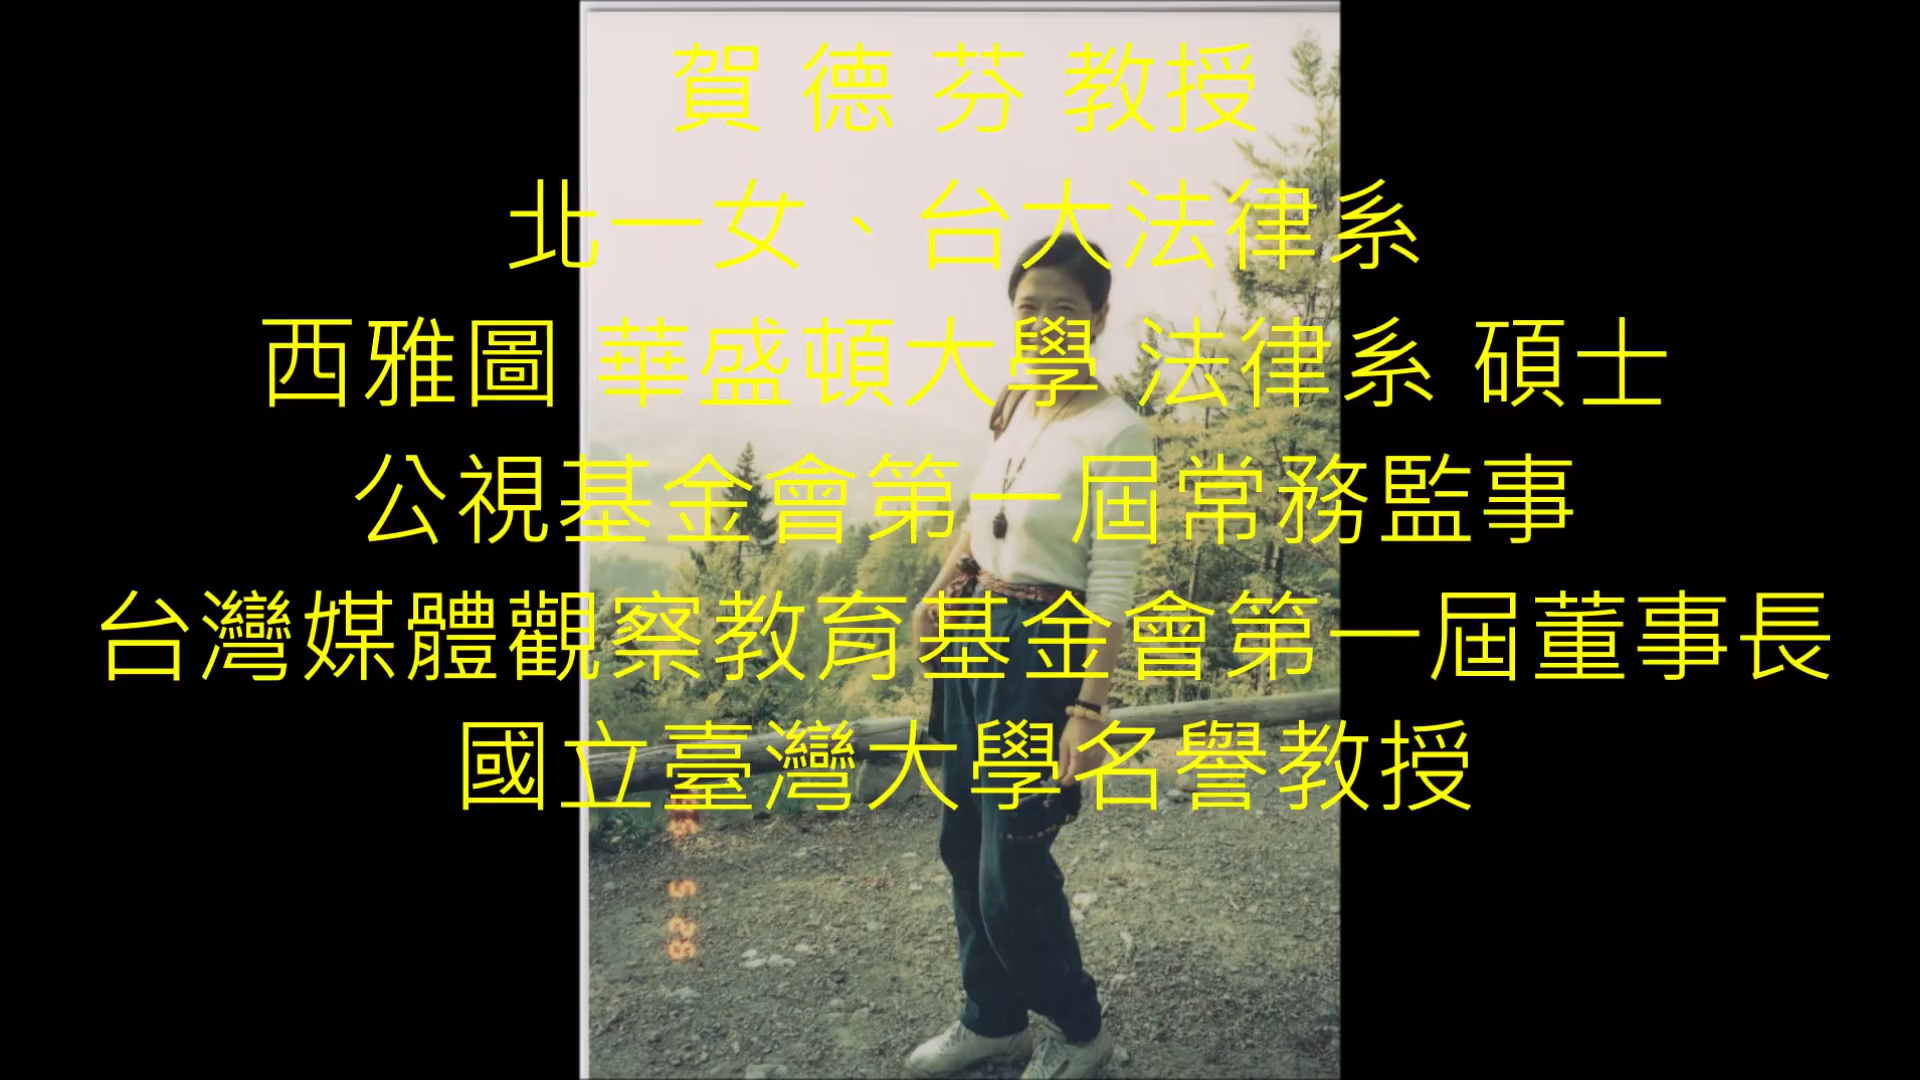 賀 德 芬 教授
北一女、台大法律系
西雅圖 華盛頓大學 法律系 碩士
公視基金會第一屆常務監事
台灣媒體觀察教育基金會第一屆董事長
國立臺灣大學名譽教授